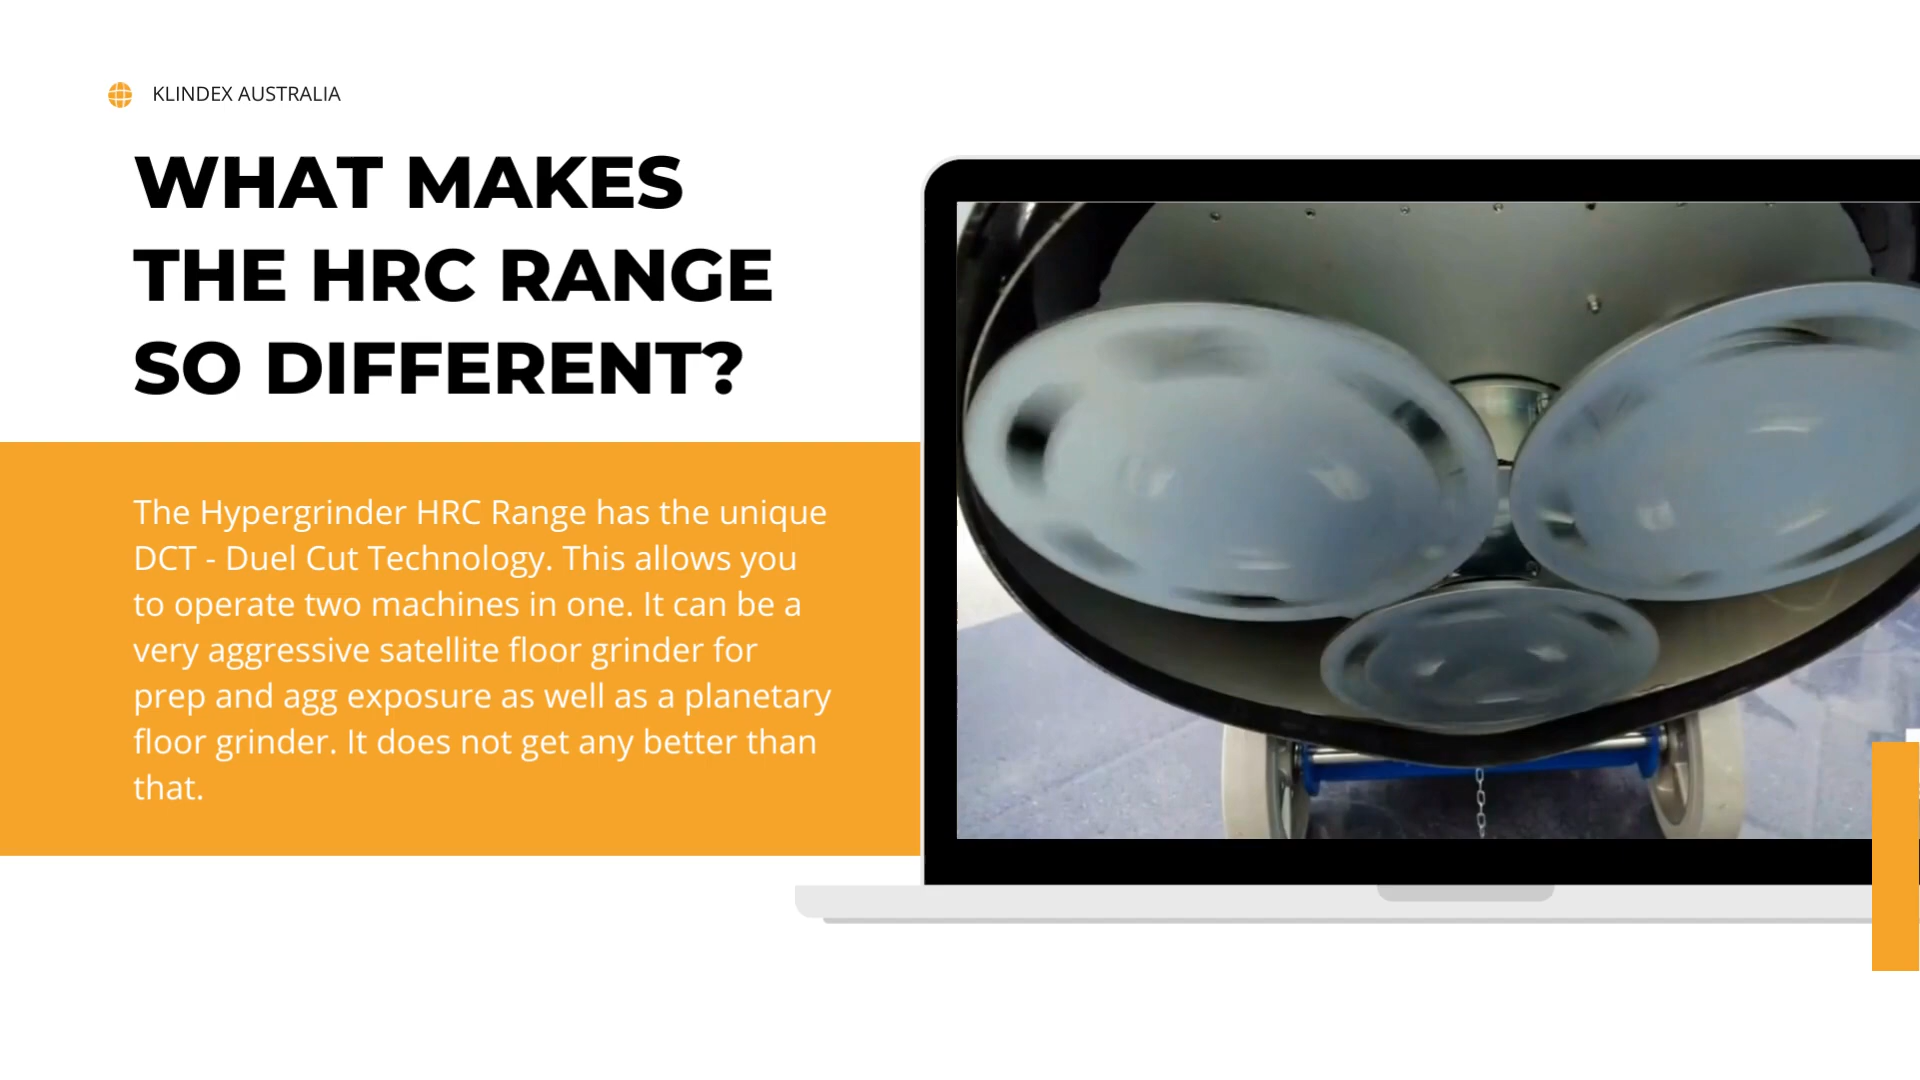 KLINDEX AUSTRALIA
WHAT MAKES
THE HRC RANGE
SO DIFFERENT?
The Hypergrinder HRC Range has the unique
DCT - Duel Cut Technology. This allows you
to operate two machines in one. It can be a
very aggressive satellite floor grinder for
prep and agg exposure as well as a planetary
floor grinder. It does not get any better than
that.